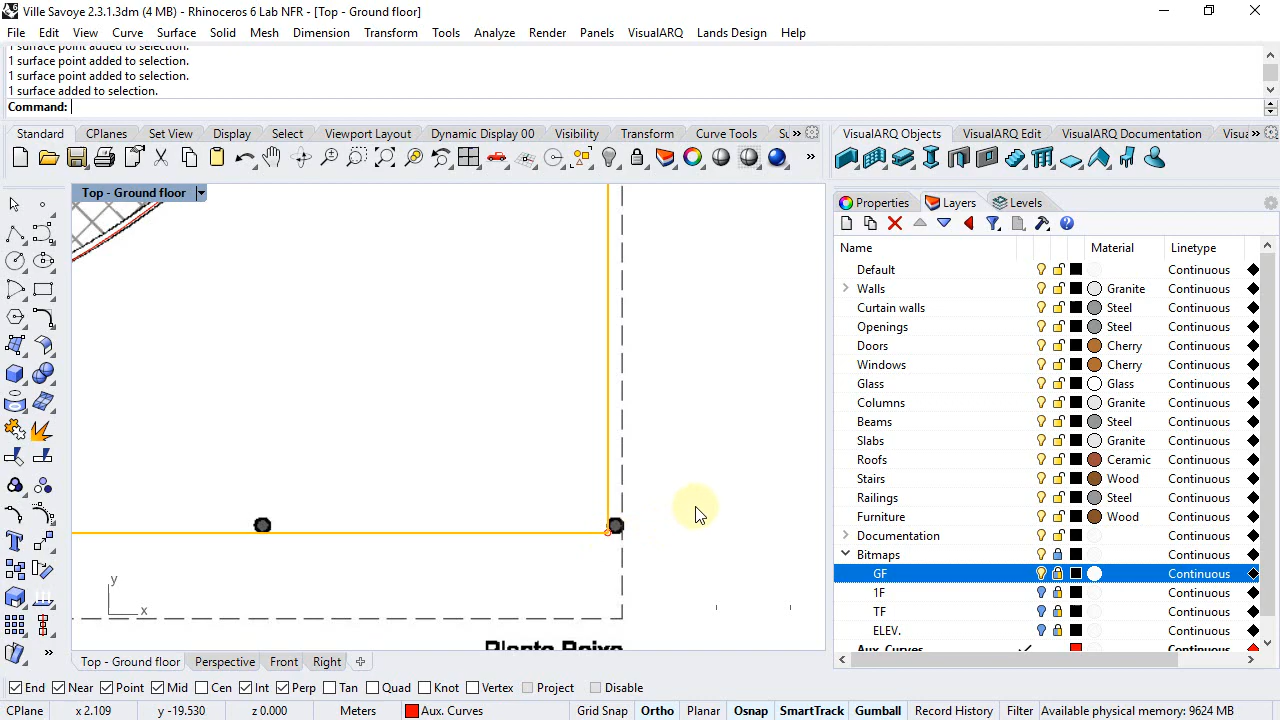 Ville Savoye 2.3.1.3dm (4 MB) - Rhinoceros 6 Lab NFR - [Top - Ground floor]
File Edit View Curve Surface Solid Mesh Dimension Transform Tools Analyze Render Panels VisualARQ Lands Design Help
1 surface point added to selection.
1 surface point added to selection.
1 surface point added to selection.
1 surface added to selection.
Command:
Standard CPlanes Set View Display Select Viewport Layout Dynamic Display 00 Visibility Transform Curve Tools Su »
VisualARQ Objects VisualARQ Edit VisualARQ Documentation Visua »
Top - Ground floor
Properties Layers Levels
Name Material Linetype
Default Continuous
Walls Granite Continuous
Curtain walls Steel Continuous
Openings Steel Continuous
Doors Cherry Continuous
Windows Cherry Continuous
Glass Glass Continuous
Columns Granite Continuous
Beams Steel Continuous
Slabs Granite Continuous
Roofs Ceramic Continuous
Stairs Wood Continuous
Railings Steel Continuous
Furniture Wood Continuous
Documentation Continuous
Bitmaps Continuous
GF Continuous
1F Continuous
TF Continuous
ELEV. Continuous
Aux. Curves Continuous
y
x
Planta Baixa
Top - Ground floor Perspective Front Right
End Near Point Mid Cen Int Perp Tan Quad Knot Vertex Project Disable
CPlane x 2.109 y -19.530 z 0.000 Meters Aux. Curves Grid Snap Ortho Planar Osnap SmartTrack Gumball Record History Filter Available physical memory: 9624 MB